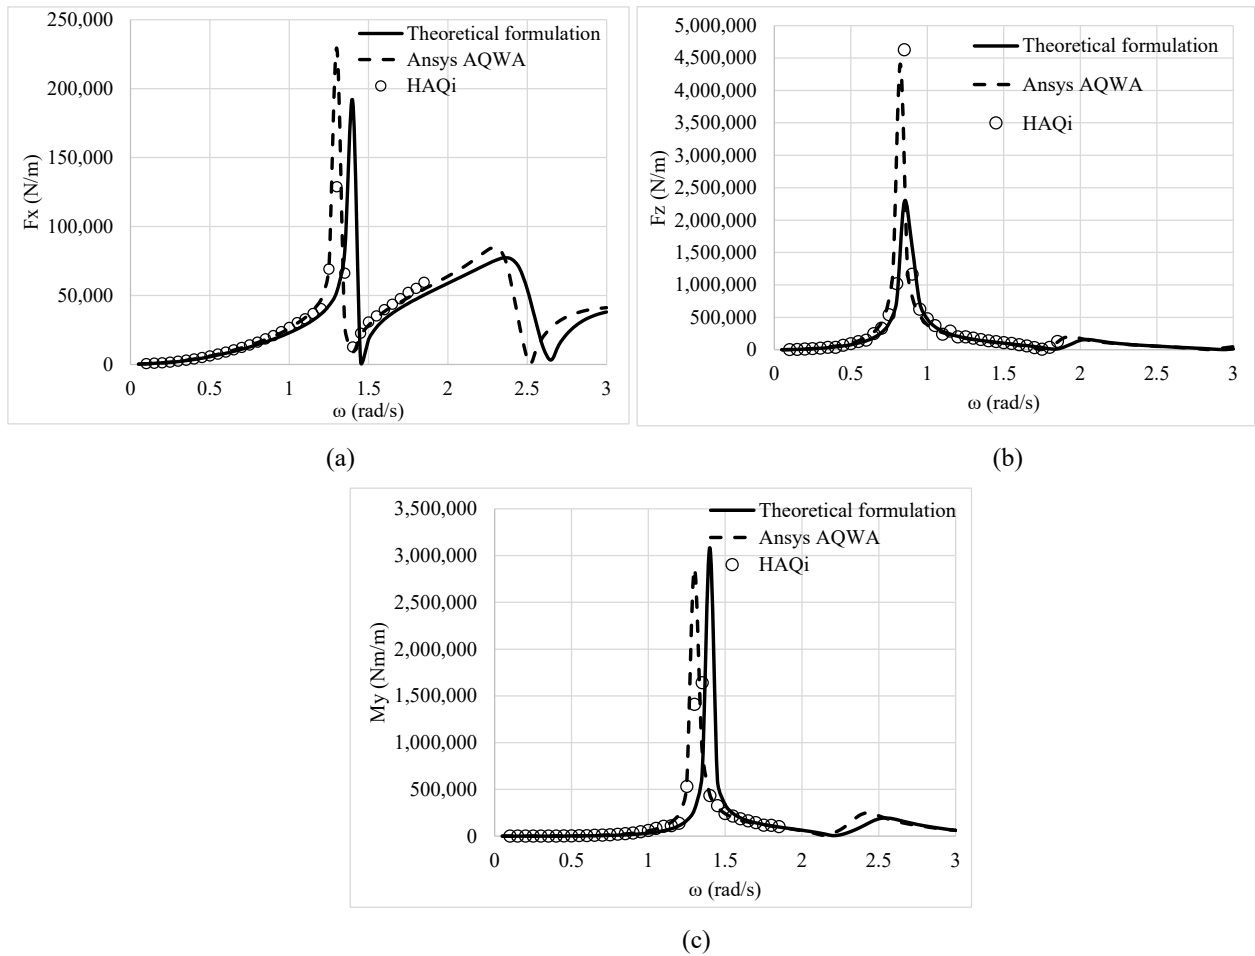 250,000
200,000
150,000
100,000
50,000
0
Fx (N/m)
0 0.5 1 1.5 2 2.5 3
ω (rad/s)
Theoretical formulation
Ansys AQWA
HAQi
(a)
5,000,000
4,500,000
4,000,000
3,500,000
3,000,000
2,500,000
2,000,000
1,500,000
1,000,000
500,000
0
Fz (N/m)
0 0.5 1 1.5 2 2.5 3
ω (rad/s)
Theoretical formulation
Ansys AQWA
HAQi
(b)
3,500,000
3,000,000
2,500,000
2,000,000
1,500,000
1,000,000
500,000
0
My (Nm/m)
0 0.5 1 1.5 2 2.5 3
ω (rad/s)
Theoretical formulation
Ansys AQWA
HAQi
(c)